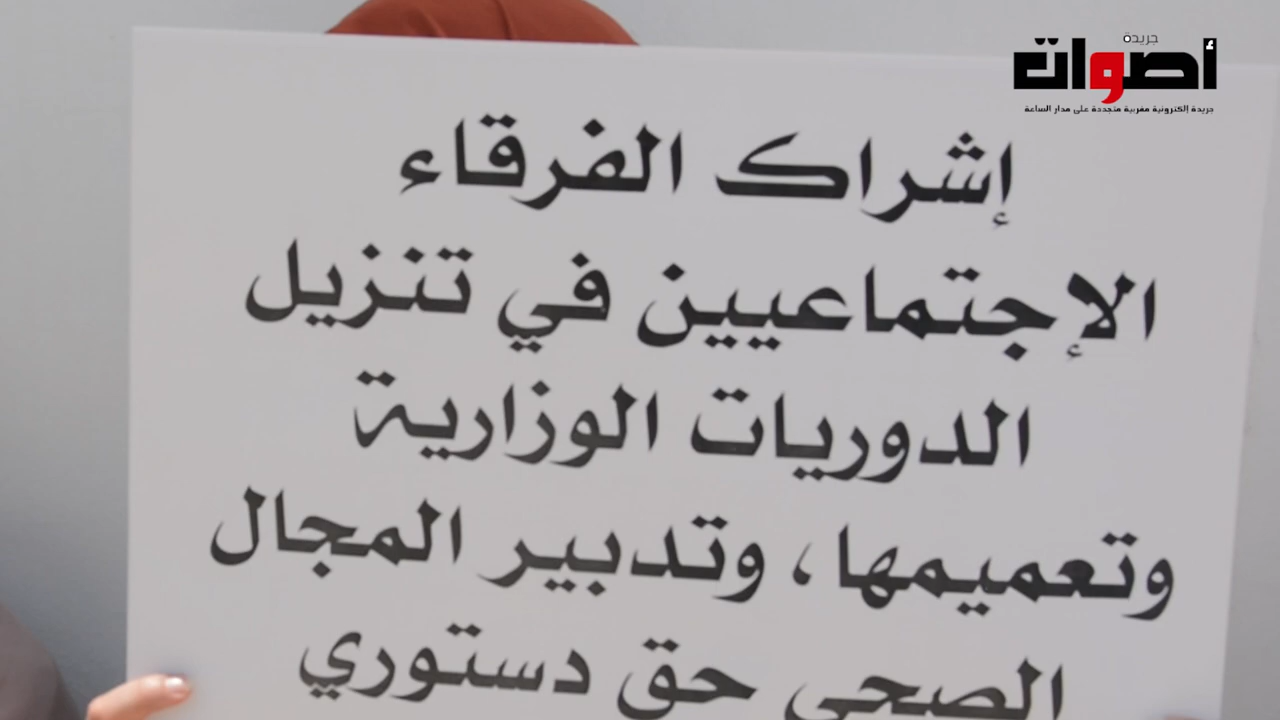 جريدة
أصوات
جريدة إلكترونية مغربية متجددة على مدار الساعة
إشراك الفرقاء
الإجتماعيين في تنزيل
الدوريات الوزارية
وتعميمها، وتدبير المجال
الصحي حق دستوري